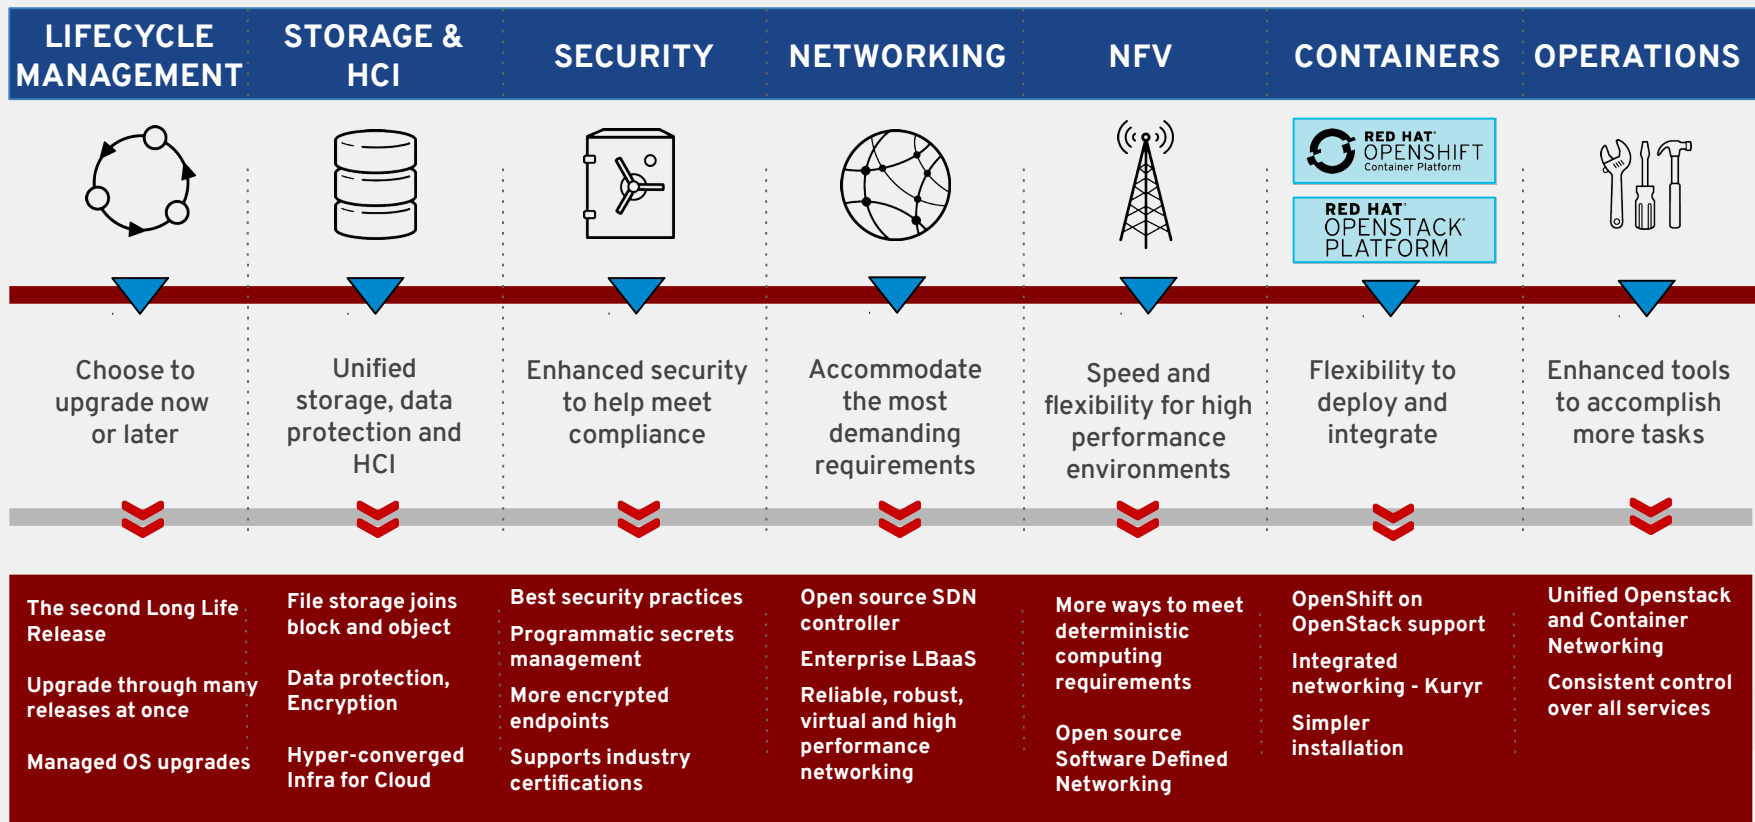 LIFECYCLE
MANAGEMENT
STORAGE &
HCI
SECURITY
NETWORKING
NFV
CONTAINERS
OPERATIONS
RED HAT®
OPENSHIFT
Container Platform
RED HAT®
OPENSTACK®
PLATFORM
Choose to
upgrade now
or later
Unified
storage, data
protection and
HCI
Enhanced security
to help meet
compliance
Accommodate
the most
demanding
requirements
Speed and
flexibility for high
performance
environments
Flexibility to
deploy and
integrate
Enhanced tools
to accomplish
more tasks
The second Long Life
Release
Upgrade through many
releases at once
Managed OS upgrades
File storage joins
block and object
Data protection,
Encryption
Hyper-converged
Infra for Cloud
Best security practices
Programmatic secrets
management
More encrypted
endpoints
Supports industry
certifications
Open source SDN
controller
Enterprise LBaaS
Reliable, robust,
virtual and high
performance
networking
More ways to meet
deterministic
computing
requirements
Open source
Software Defined
Networking
OpenShift on
OpenStack support
Integrated
networking - Kuryr
Simpler
installation
Unified Openstack
and Container
Networking
Consistent control
over all services